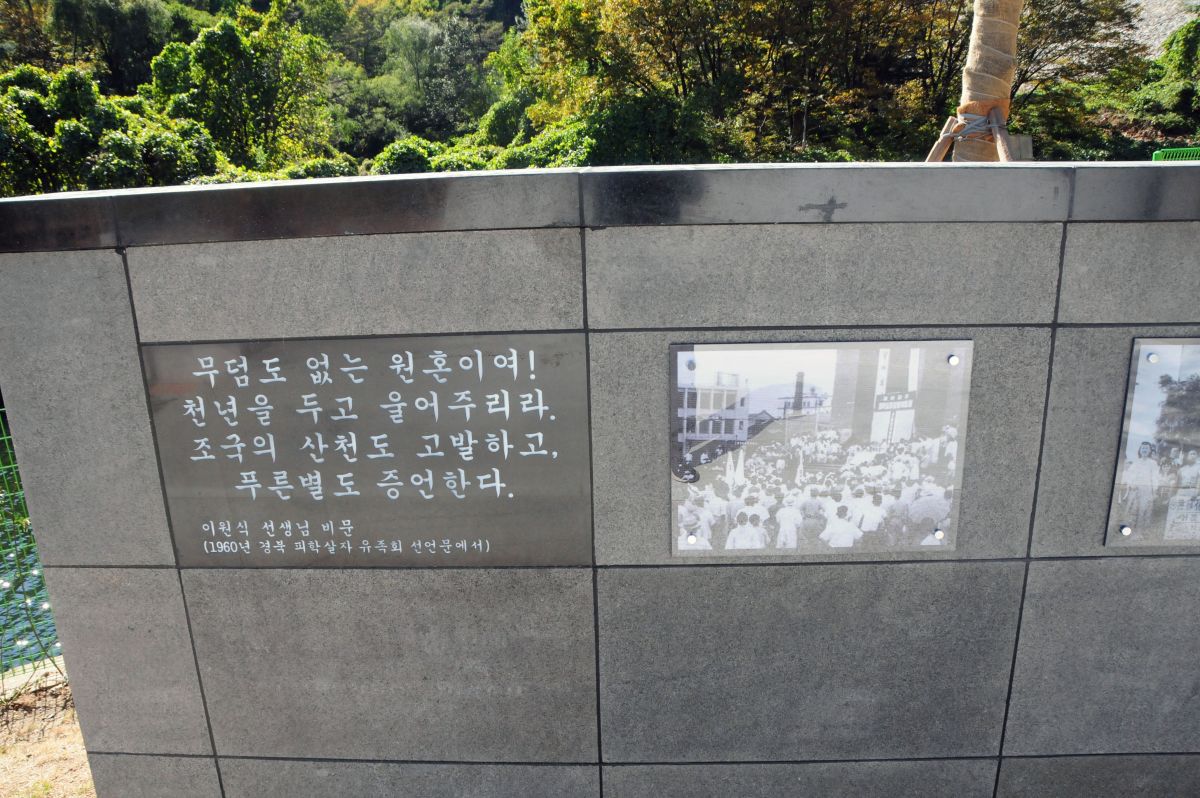 무덤도 없는 원혼이여!
천년을 두고 울어주리라.
조국의 산천도 고발하고,
푸른별도 증언한다.
이원식 선생님 비문
(1960년 경북 피학살자 유족회 선언문에서)